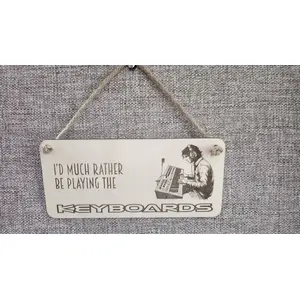 I'D MUCH RATHER
BE PLAYING THE
KEYBOARDS